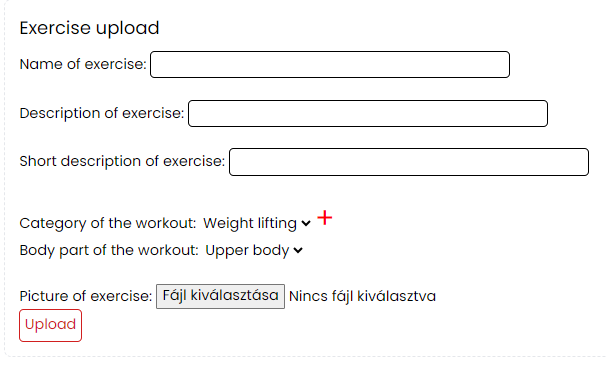 Exercise upload
Name of exercise:
Description of exercise:
Short description of exercise:
Category of the workout: Weight lifting
Body part of the workout: Upper body
Picture of exercise: Fájl kiválasztása Nincs fájl kiválasztva
Upload